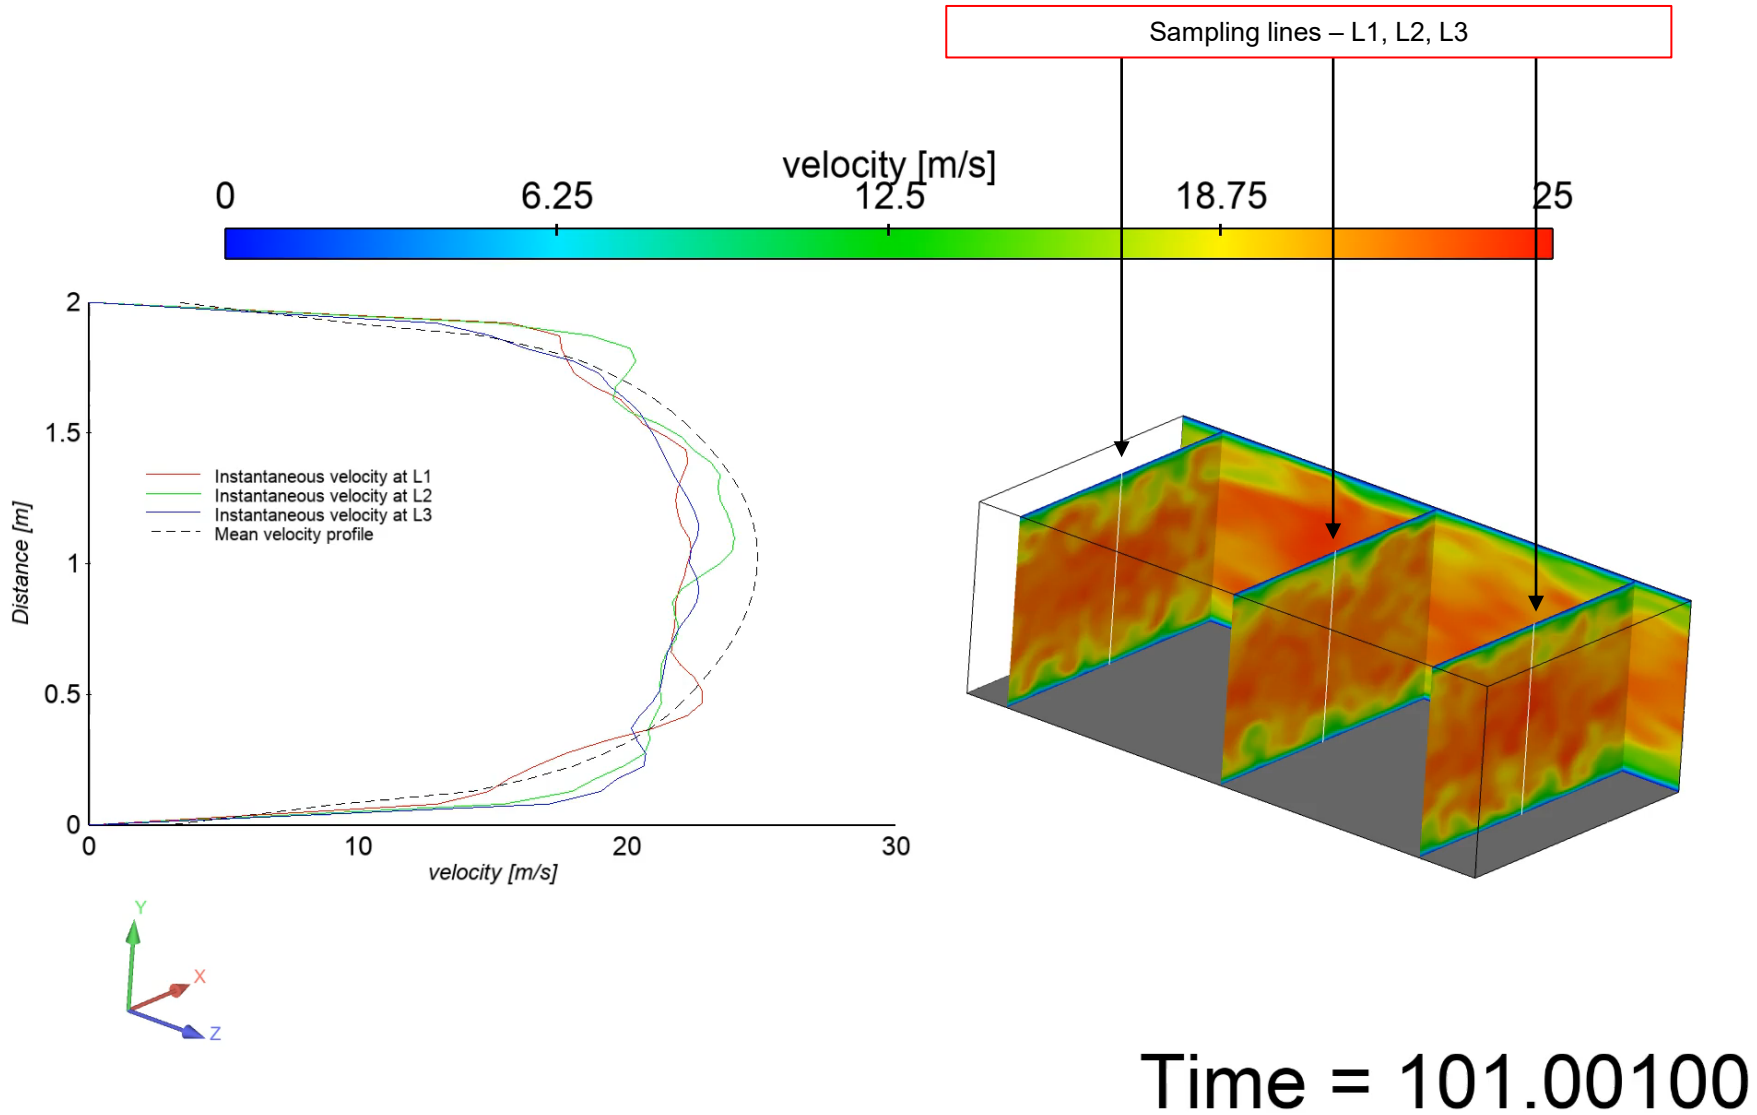 Sampling lines – L1, L2, L3
velocity [m/s]
0 6.25 12.5 18.75 25
2
1.5
1
0.5
0
Distance [m]
Instantaneous velocity at L1
Instantaneous velocity at L2
Instantaneous velocity at L3
Mean velocity profile
0 10 20 30
velocity [m/s]
Y
X
Z
Time = 101.00100